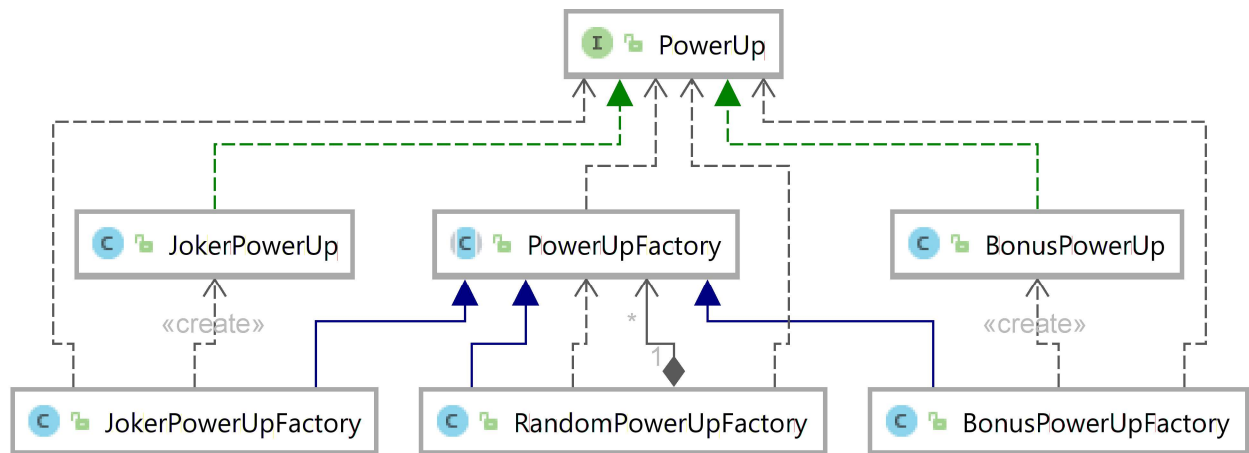 I PowerUp
C JokerPowerUp
C PowerUpFactory
C BonusPowerUp
«create»
*
«create»
1
C JokerPowerUpFactory
C RandomPowerUpFactory
C BonusPowerUpFactory